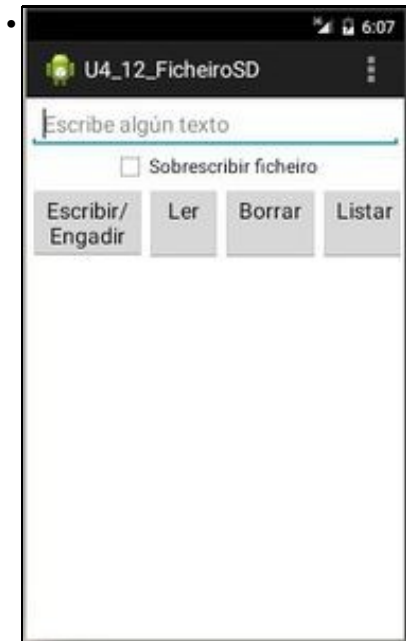 6:07
U4_12_FicheiroSD
Escribe algún texto
Sobrescribir ficheiro
Escribir/ Ler Borrar Listar
Engadir